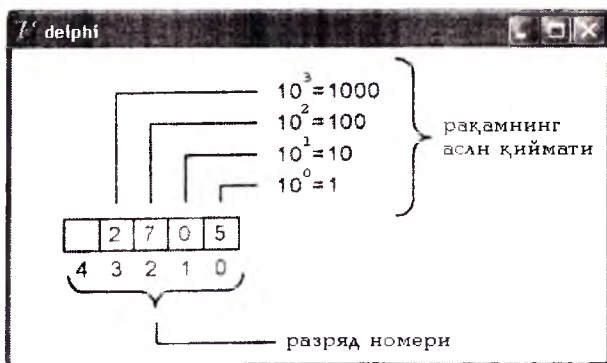 delphi
10³=1000
10²=100
10¹=10
10⁰=1
рақамнинг
асли қиймати
2 7 0 5
4 3 2 1 0
разряд номери